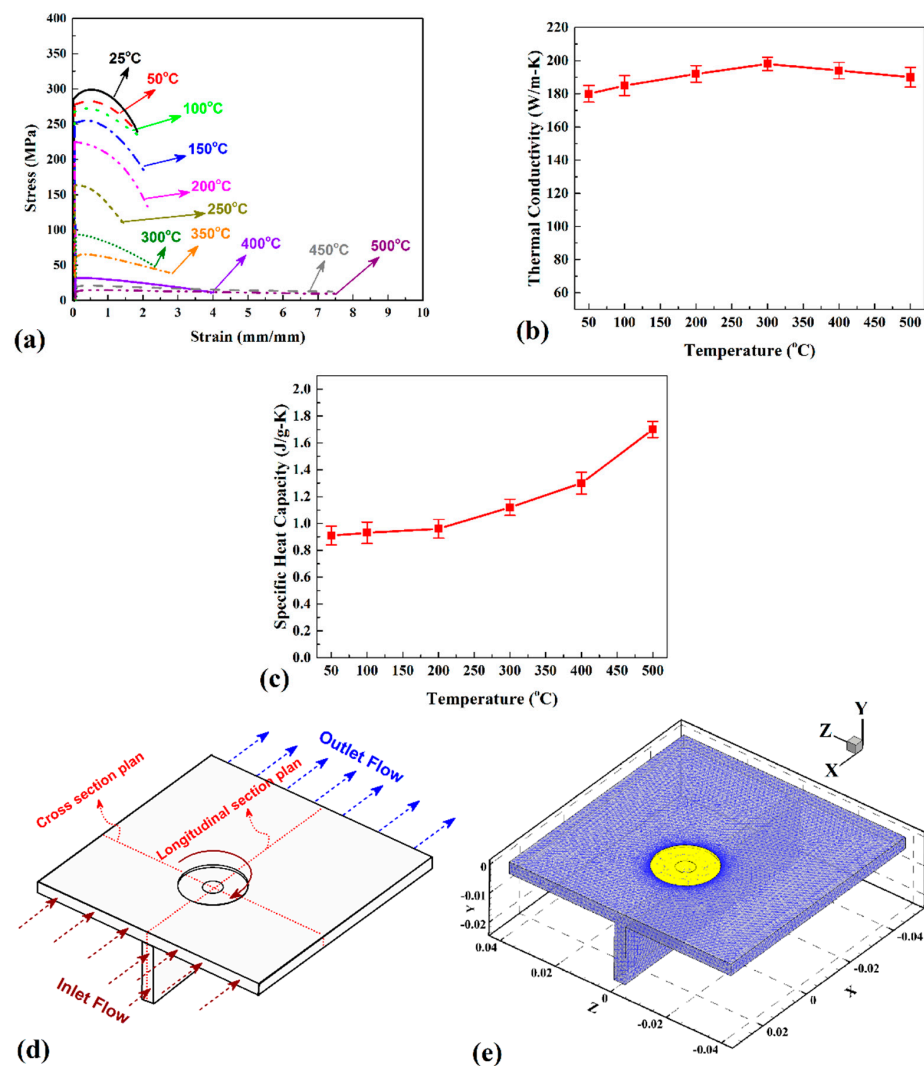 400
350
300
250
200
150
100
50
0
Stress (MPa)
25°C
50°C
100°C
150°C
200°C
250°C
300°C
350°C
400°C
450°C
500°C
0 1 2 3 4 5 6 7 8 9 10
Strain (mm/mm)
(a)
220
200
180
160
140
120
100
80
60
Thermal Conductivity (W/m-K)
50 100 150 200 250 300 350 400 450 500
Temperature (°C)
(b)
2.0
1.8
1.6
1.4
1.2
1.0
0.8
0.6
0.4
0.2
0.0
Specific Heat Capacity (J/g-K)
50 100 150 200 250 300 350 400 450 500
Temperature (°C)
(c)
Outlet Flow
Cross section plan
Longitudinal section plan
Inlet Flow
(d)
Y
Z
X
0
-0.01
-0.02
Y
0.04
0.02
0
Z
-0.02
-0.04
0.02
0
X
-0.02
-0.04
(e)